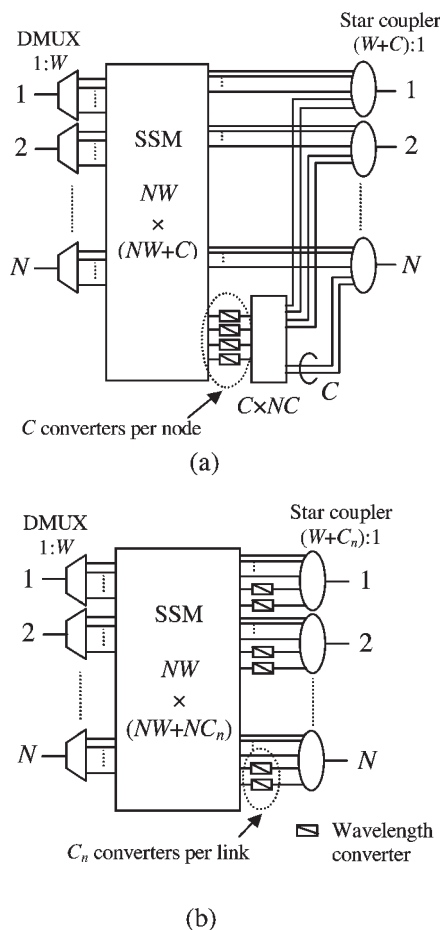 DMUX
1:W
Star coupler
(W+C):1
1
1
SSM
2
2
NW
×
(NW+C)
N
N
C
C×NC
C converters per node
(a)
DMUX
1:W
Star coupler
(W+Cn):1
1
1
SSM
2
2
NW
×
(NW+NCn)
N
N
Cn converters per link
Wavelength
converter
(b)